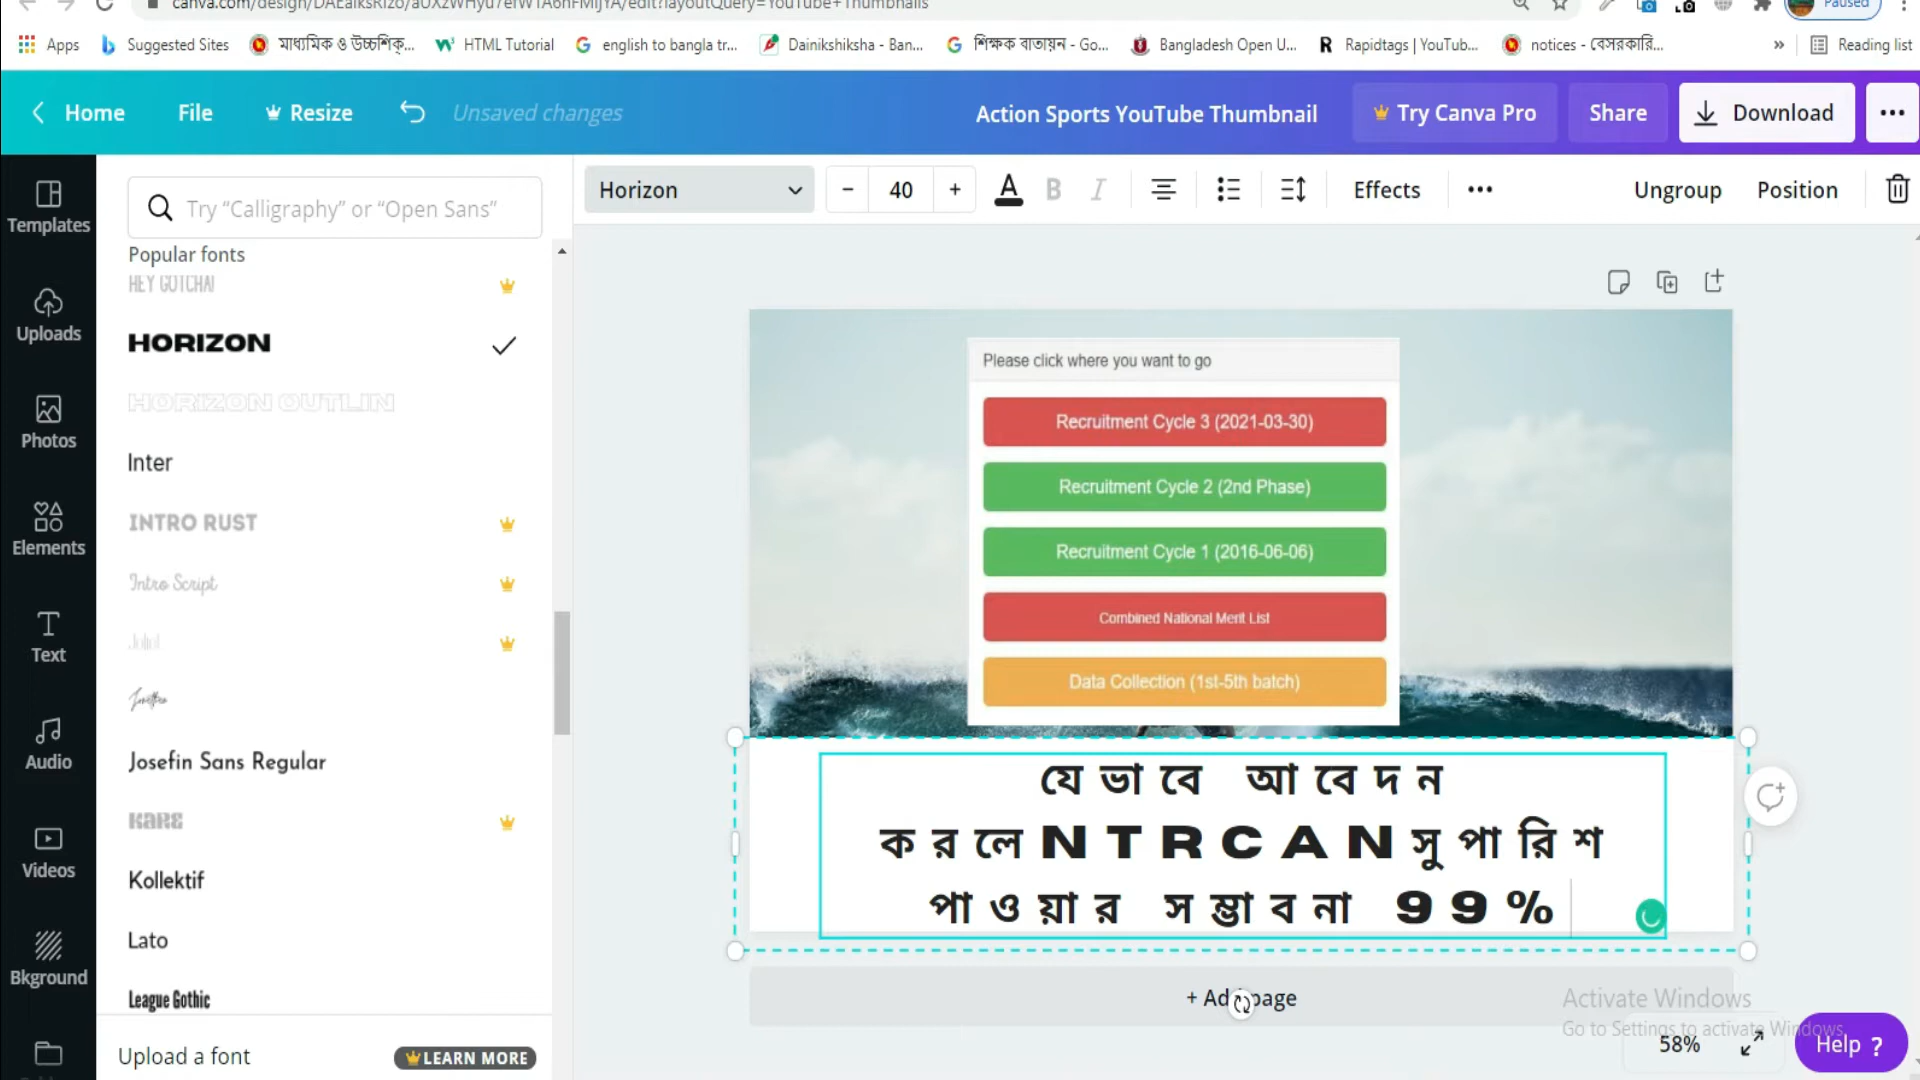 Apps
Suggested Sites
মাধ্যমিক ও উচ্চশিক্...
HTML Tutorial
english to bangla tr...
Dainikshiksha - Ban...
শিক্ষক বাতায়ন - Go...
Bangladesh Open U...
Rapidtags | YouTub...
notices - বেসরকারি...
»
Reading list
Paused
Home
File
Resize
Unsaved changes
Action Sports YouTube Thumbnail
Try Canva Pro
Share
Download
Templates
Uploads
Photos
Elements
Text
Audio
Videos
Bkground
Try “Calligraphy” or “Open Sans”
Popular fonts
HEY GOTCHA!
HORIZON
HORIZON OUTLIN
Inter
INTRO RUST
Intro Script
Josefin Sans Regular
KARE
Kollektif
Lato
League Gothic
Upload a font
LEARN MORE
Horizon
− 40 +
A B I
Effects
Ungroup
Position
Please click where you want to go
Recruitment Cycle 3 (2021-03-30)
Recruitment Cycle 2 (2nd Phase)
Recruitment Cycle 1 (2016-06-06)
Combined National Merit List
Data Collection (1st-5th batch)
যেভাবে আবেদন
করলেNTRCANসুপারিশ
পাওয়ার সম্ভাবনা 99%
+ Add page
Activate Windows
Go to Settings to activate Windows.
58%
Help ?